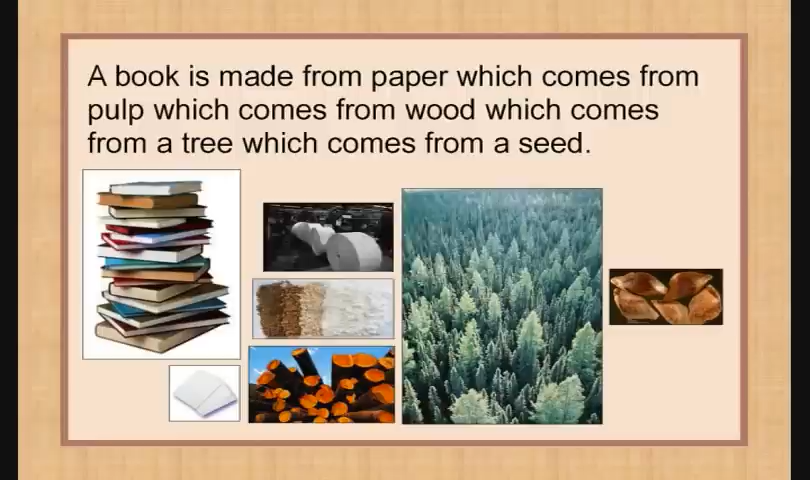 A book is made from paper which comes from
pulp which comes from wood which comes
from a tree which comes from a seed.